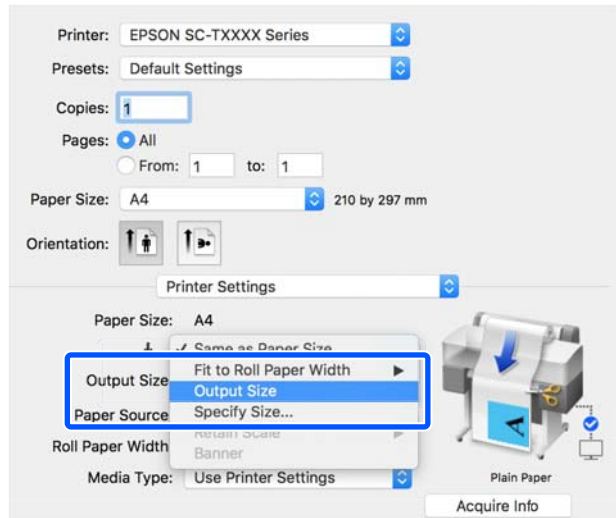 Printer: EPSON SC-TXXXX Series
Presets: Default Settings
Copies: 1
Pages: All
From: 1 to: 1
Paper Size: A4 210 by 297 mm
Orientation:
Printer Settings
Paper Size: A4
✓ Same as Paper Size
Fit to Roll Paper Width
Output Size Output Size
Paper Source Specify Size...
Retain Scale
Roll Paper Width Banner
Media Type: Use Printer Settings
Plain Paper
Acquire Info